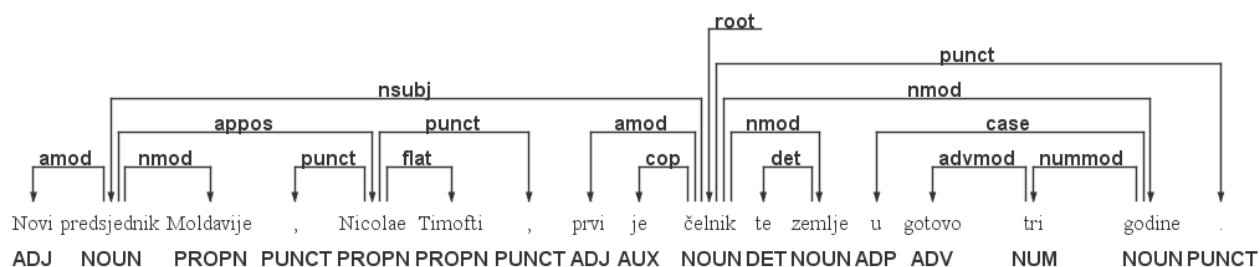 root
punct
nsubj nmod
appos punct amod nmod case
amod nmod punct flat cop det advmod nummod
Novi predsjednik Moldavije , Nicolae Timofti , prvi je čelnik te zemlje u gotovo tri godine .
ADJ NOUN PROPN PUNCT PROPN PROPN PUNCT ADJ AUX NOUN DET NOUN ADP ADV NUM NOUN PUNCT